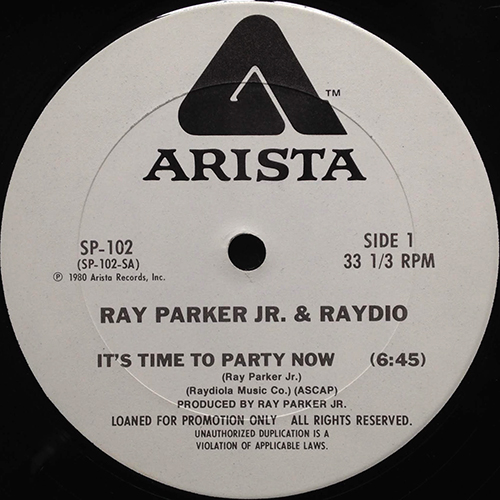 ™
ARISTA
SP-102
(SP-102-SA)
℗ 1980 Arista Records, Inc.
SIDE 1
33 1/3 RPM
RAY PARKER JR. & RAYDIO
IT'S TIME TO PARTY NOW (6:45)
(Ray Parker Jr.)
(Raydiola Music Co.) (ASCAP)
PRODUCED BY RAY PARKER JR.
LOANED FOR PROMOTION ONLY ALL RIGHTS RESERVED.
UNAUTHORIZED DUPLICATION IS A
VIOLATION OF APPLICABLE LAWS.